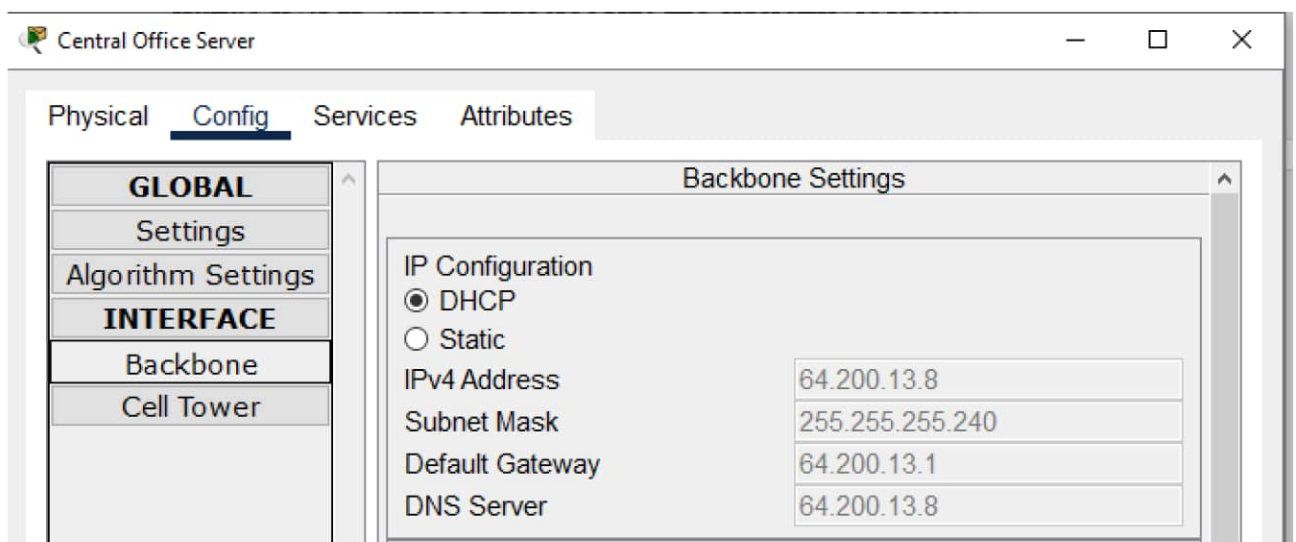 Central Office Server
Physical Config Services Attributes
GLOBAL
Settings
Algorithm Settings
INTERFACE
Backbone
Cell Tower
Backbone Settings
IP Configuration
DHCP
Static
IPv4 Address 64.200.13.8
Subnet Mask 255.255.255.240
Default Gateway 64.200.13.1
DNS Server 64.200.13.8